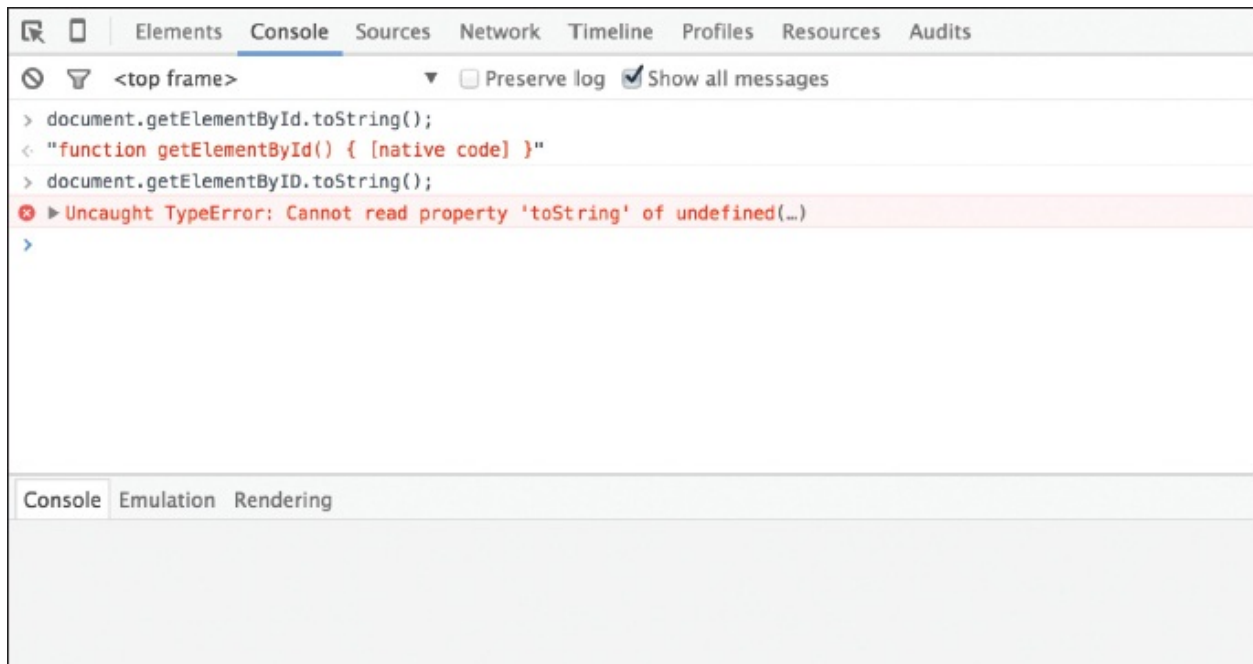 Elements Console Sources Network Timeline Profiles Resources Audits
<top frame> Preserve log Show all messages
> document.getElementById.toString();
"function getElementById() { [native code] }"
> document.getElementByID.toString();
Uncaught TypeError: Cannot read property 'toString' of undefined(…)
>
Console Emulation Rendering